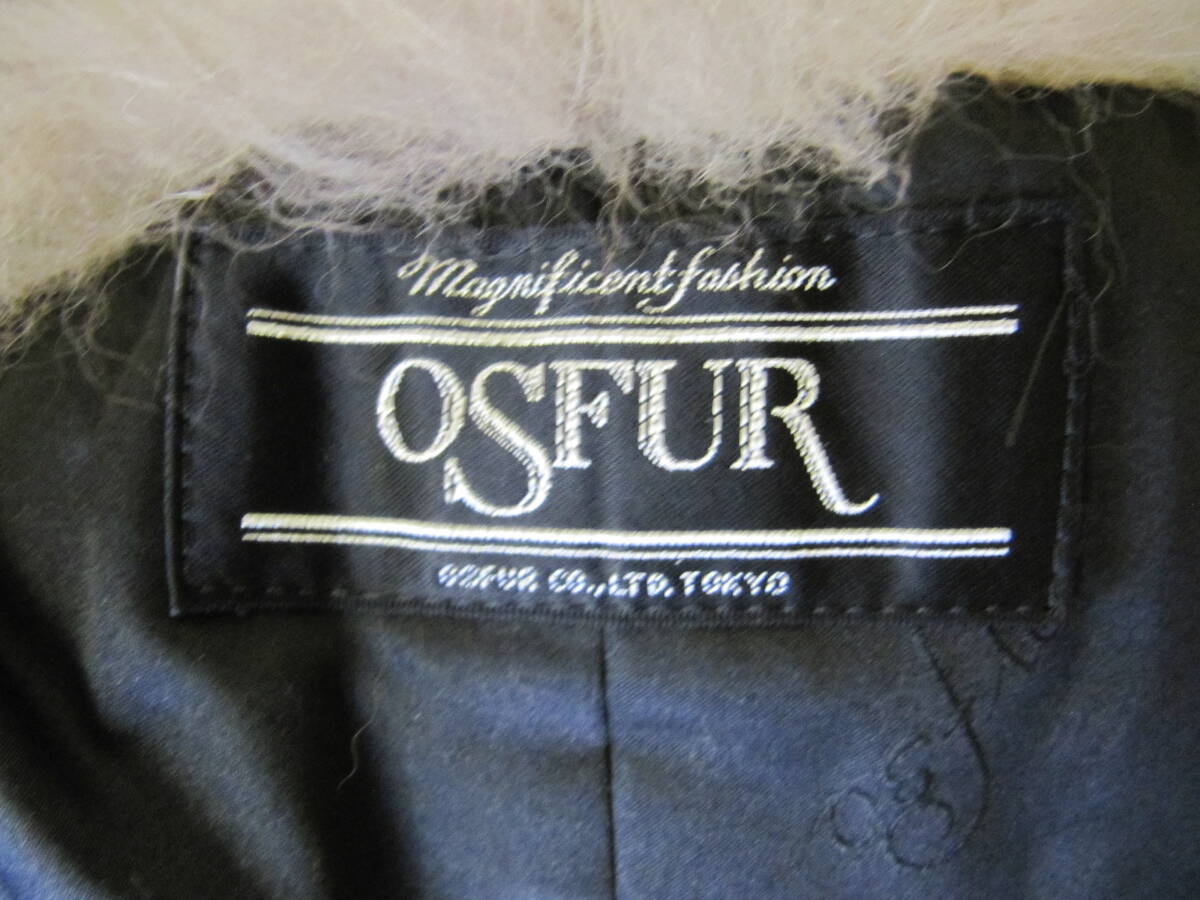 Magnificent fashion
OSFUR
OSFUR CO.,LTD.TOKYO